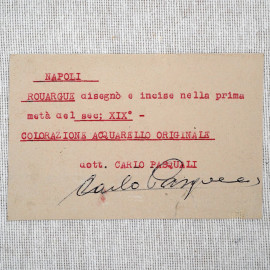 NAPOLI
ROUARGUE disegnò e incise nella prima
metà del sec; XIX° -
COLORAZIONE ACQUARELLO ORIGINALE
dott. CARLO PASQUALI
Carlo Pasquali